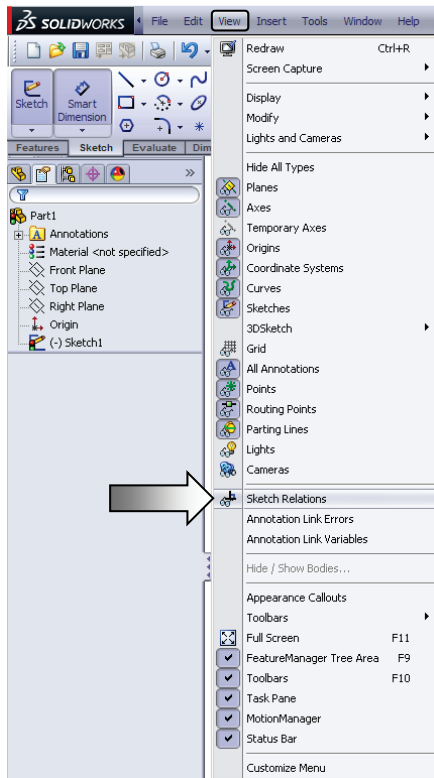 SOLIDWORKS File Edit View Insert Tools Window Help
Sketch Smart Dimension
Features Sketch Evaluate Dim
Part1
Annotations
Material <not specified>
Front Plane
Top Plane
Right Plane
Origin
(-) Sketch1
Redraw Ctrl+R
Screen Capture
Display
Modify
Lights and Cameras
Hide All Types
Planes
Axes
Temporary Axes
Origins
Coordinate Systems
Curves
Sketches
3DSketch
Grid
All Annotations
Points
Routing Points
Parting Lines
Lights
Cameras
Sketch Relations
Annotation Link Errors
Annotation Link Variables
Hide / Show Bodies...
Appearance Callouts
Toolbars
Full Screen F11
FeatureManager Tree Area F9
Toolbars F10
Task Pane
MotionManager
Status Bar
Customize Menu